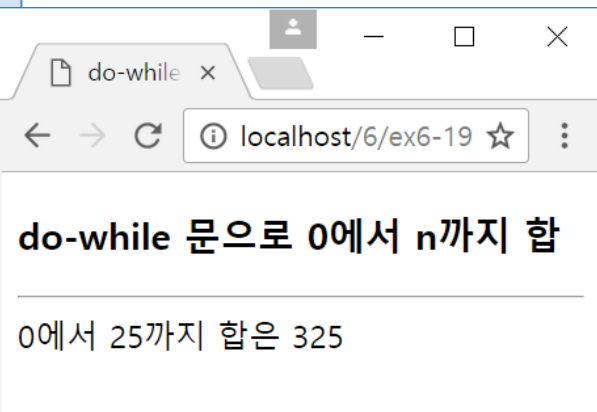 do-while
localhost/6/ex6-19
do-while 문으로 0에서 n까지 합
0에서 25까지 합은 325